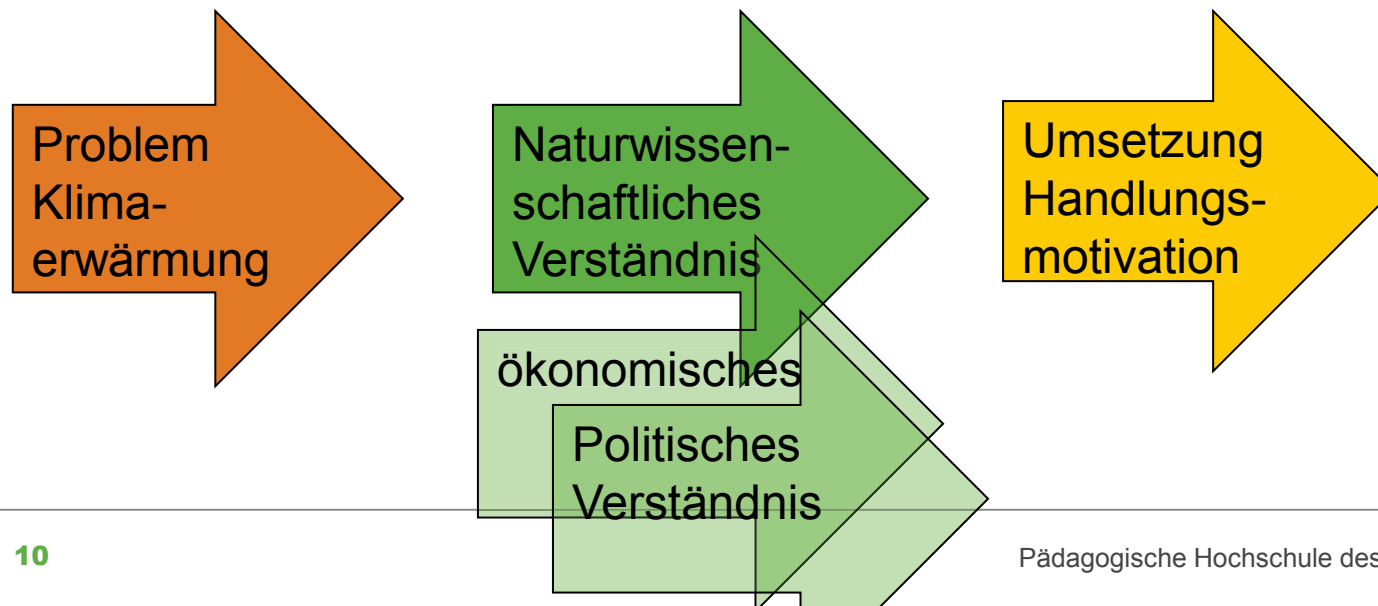 Problem
Klima-
erwärmung
Naturwissen-
schaftliches
Verständnis
ökonomisches
Politisches
Verständnis
Umsetzung
Handlungs-
motivation
10
Pädagogische Hochschule des